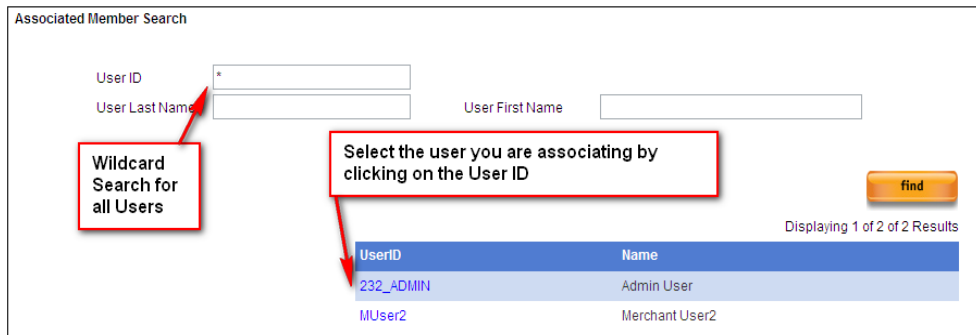 Associated Member Search
User ID *
User Last Name User First Name
Wildcard
Search for
all Users
Select the user you are associating by
clicking on the User ID
find
Displaying 1 of 2 of 2 Results
UserID Name
232_ADMIN Admin User
MUser2 Merchant User2